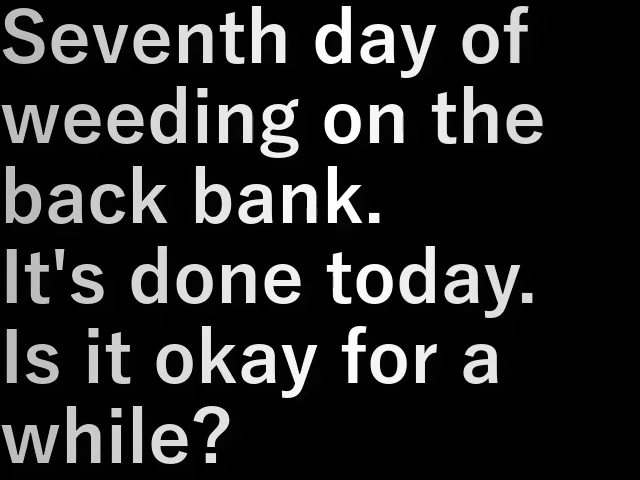 Seventh day of
weeding on the
back bank.
It's done today.
Is it okay for a
while?